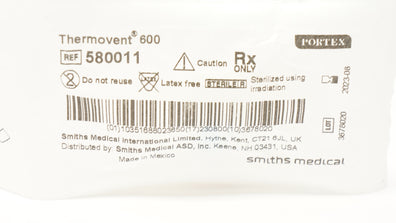 Thermovent® 600
PORTEX
REF 580011
Caution
Rx ONLY
Do not reuse
Latex free
STERILE R
Sterilized using irradiation
2023-08
LOT 3678020
(01)10351688023650(17)230800(10)3678020
Smiths Medical International Limited, Hythe, Kent, CT21 6JL, UK
Distributed by Smiths Medical ASD, Inc. Keene, NH 03431, USA
Made in Mexico
smiths medical